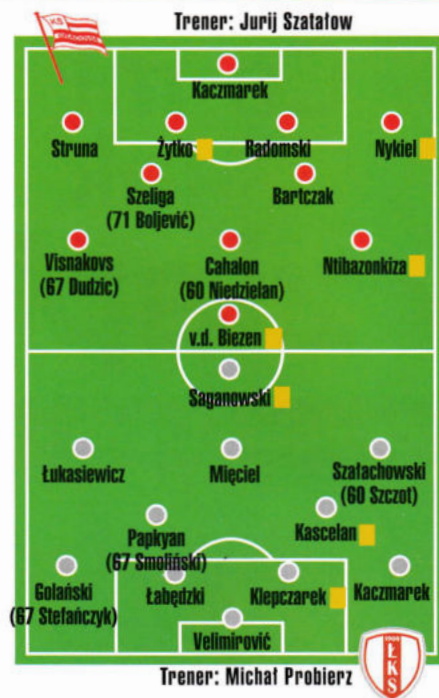 Trener: Jurij Szatałow
Kaczmarek
Struna Żytko Radomski Nykiel
Szeliga Bartczak
(71 Boljević)
Visnakovs Cahalon Ntibazonkiza
(67 Dudzic) (60 Niedzielan)
v.d. Biezen
Saganowski
Łukasiewicz Mięciel Szałachowski
(60 Szczot)
Papkyan Kascelan
(67 Smoliński)
Golański Łabędzki Klepczarek Kaczmarek
(67 Stefańczyk)
Velimirović
Trener: Michał Probierz
ŁKS